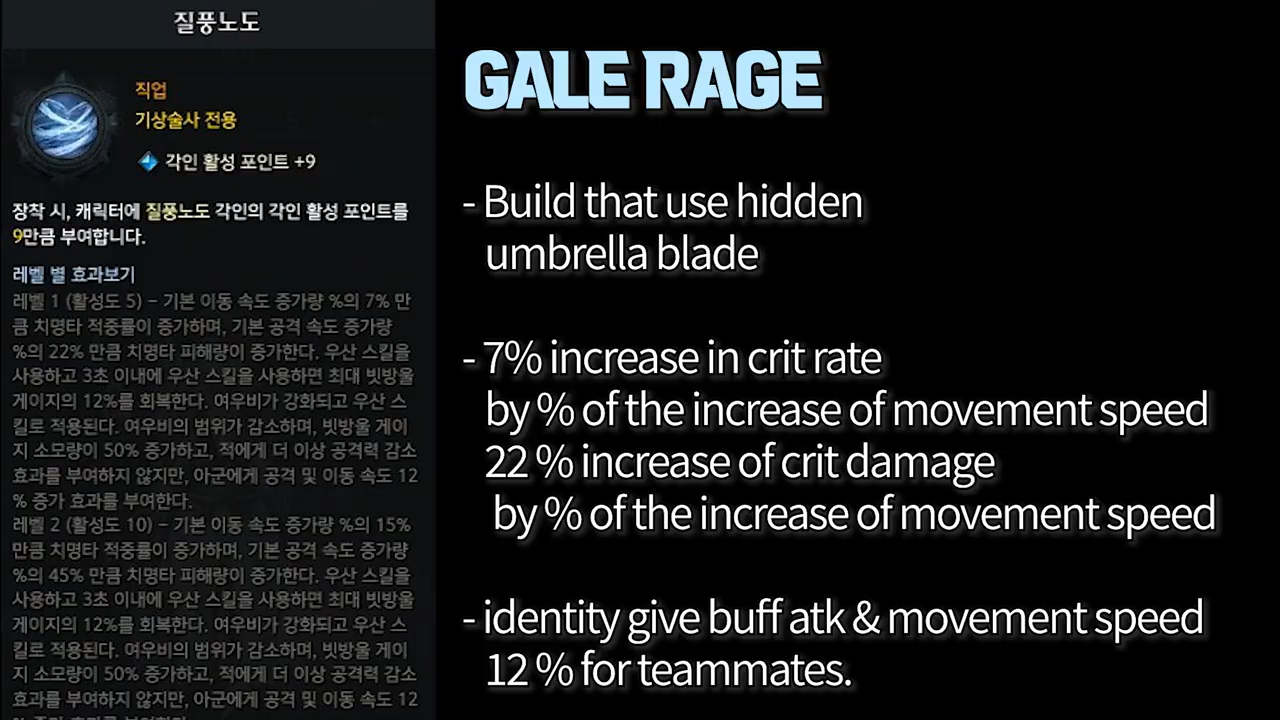 질풍노도
직업
기상술사 전용
각인 활성 포인트 +9
장착 시, 캐릭터에 질풍노도 각인의 각인 활성 포인트를
9만큼 부여합니다.
레벨 별 효과보기
레벨 1 (활성도 5) – 기본 이동 속도 증가량 %의 7% 만
큼 치명타 적중률이 증가하며, 기본 공격 속도 증가량
%의 22% 만큼 치명타 피해량이 증가한다. 우산 스킬을
사용하고 3초 이내에 우산 스킬을 사용하면 최대 빗방울
게이지의 12%를 회복한다. 여우비가 강화되고 우산 스
킬로 적용된다. 여우비의 범위가 감소하며, 빗방울 게이
지 소모량이 50% 증가하고, 적에게 더 이상 공격력 감소
효과를 부여하지 않지만, 아군에게 공격 및 이동 속도 12
% 증가 효과를 부여한다.
레벨 2 (활성도 10) – 기본 이동 속도 증가량 %의 15%
만큼 치명타 적중률이 증가하며, 기본 공격 속도 증가량
%의 45% 만큼 치명타 피해량이 증가한다. 우산 스킬을
사용하고 3초 이내에 우산 스킬을 사용하면 최대 빗방울
게이지의 12%를 회복한다. 여우비가 강화되고 우산 스
킬로 적용된다. 여우비의 범위가 감소하며, 빗방울 게이
지 소모량이 50% 증가하고, 적에게 더 이상 공격력 감소
효과를 부여하지 않지만, 아군에게 공격 및 이동 속도 12
GALE RAGE
- Build that use hidden
umbrella blade
- 7% increase in crit rate
by % of the increase of movement speed
22 % increase of crit damage
by % of the increase of movement speed
- identity give buff atk & movement speed
12 % for teammates.